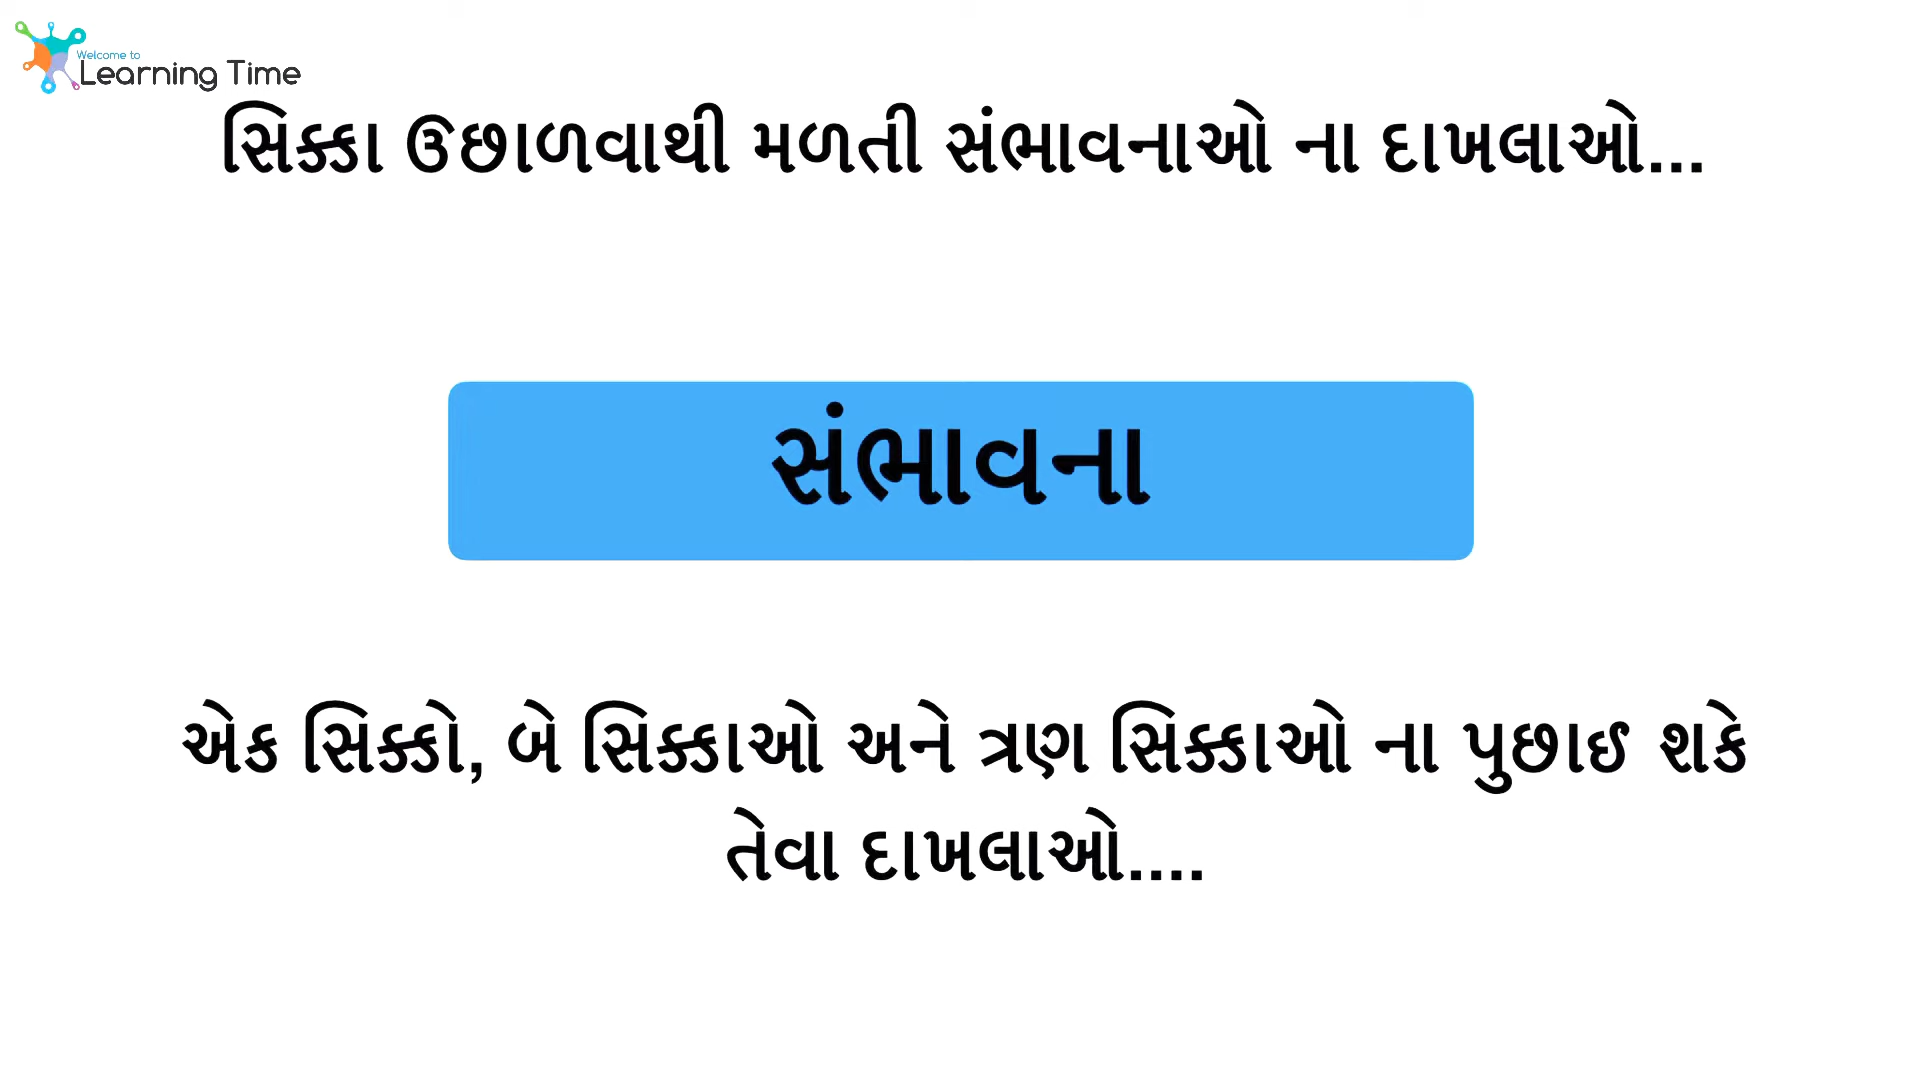 Welcome to
Learning Time
સિક્કા ઉછાળવાથી મળતી સંભાવનાઓ ના દાખલાઓ...
સંભાવના
એક સિક્કો, બે સિક્કાઓ અને ત્રણ સિક્કાઓ ના પુછાઈ શકે
તેવા દાખલાઓ....